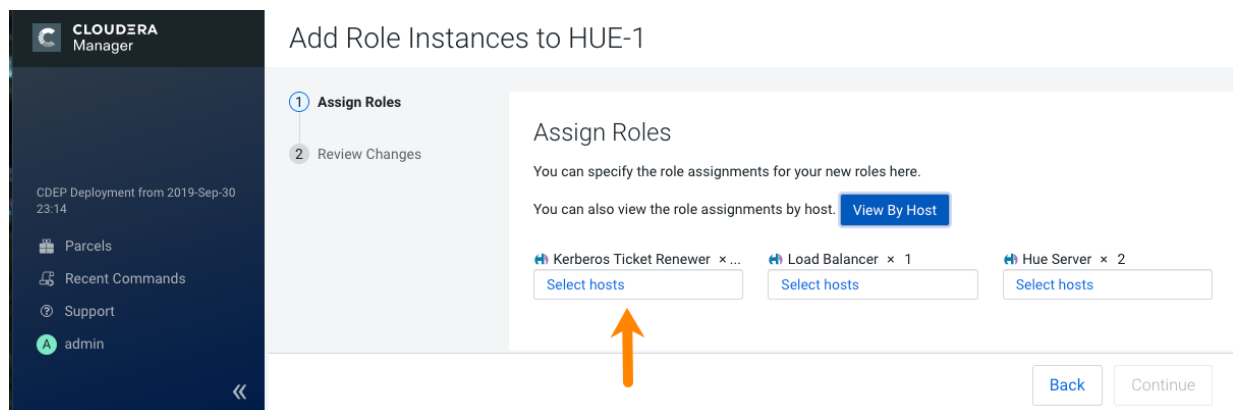 CLOUDΞRA
Manager
CDEP Deployment from 2019-Sep-30
23:14
Parcels
Recent Commands
Support
A admin
Add Role Instances to HUE-1
1 Assign Roles
2 Review Changes
Assign Roles
You can specify the role assignments for your new roles here.
You can also view the role assignments by host. View By Host
Kerberos Ticket Renewer × ... Load Balancer × 1 Hue Server × 2
Select hosts Select hosts Select hosts
Back Continue